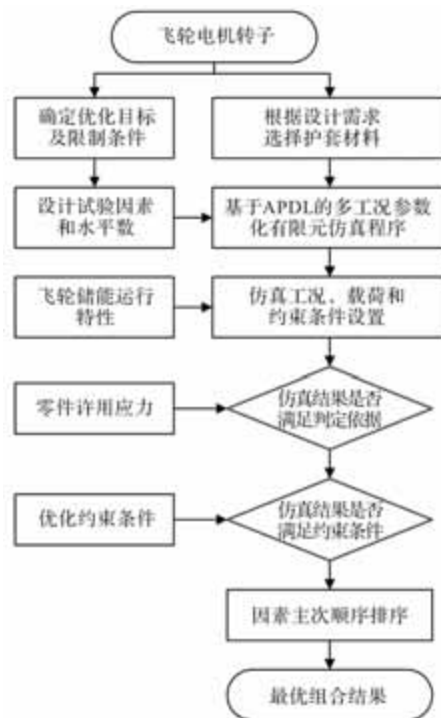 飞轮电机转子
确定优化目标
及限制条件
根据设计需求
选择护套材料
设计试验因素
和水平数
基于APDL的多工况参数
化有限元仿真程序
飞轮储能运行
特性
仿真工况、载荷和
约束条件设置
零件许用应力
仿真结果是否
满足判定依据
优化约束条件
仿真结果是否
满足约束条件
因素主次顺序排序
最优组合结果